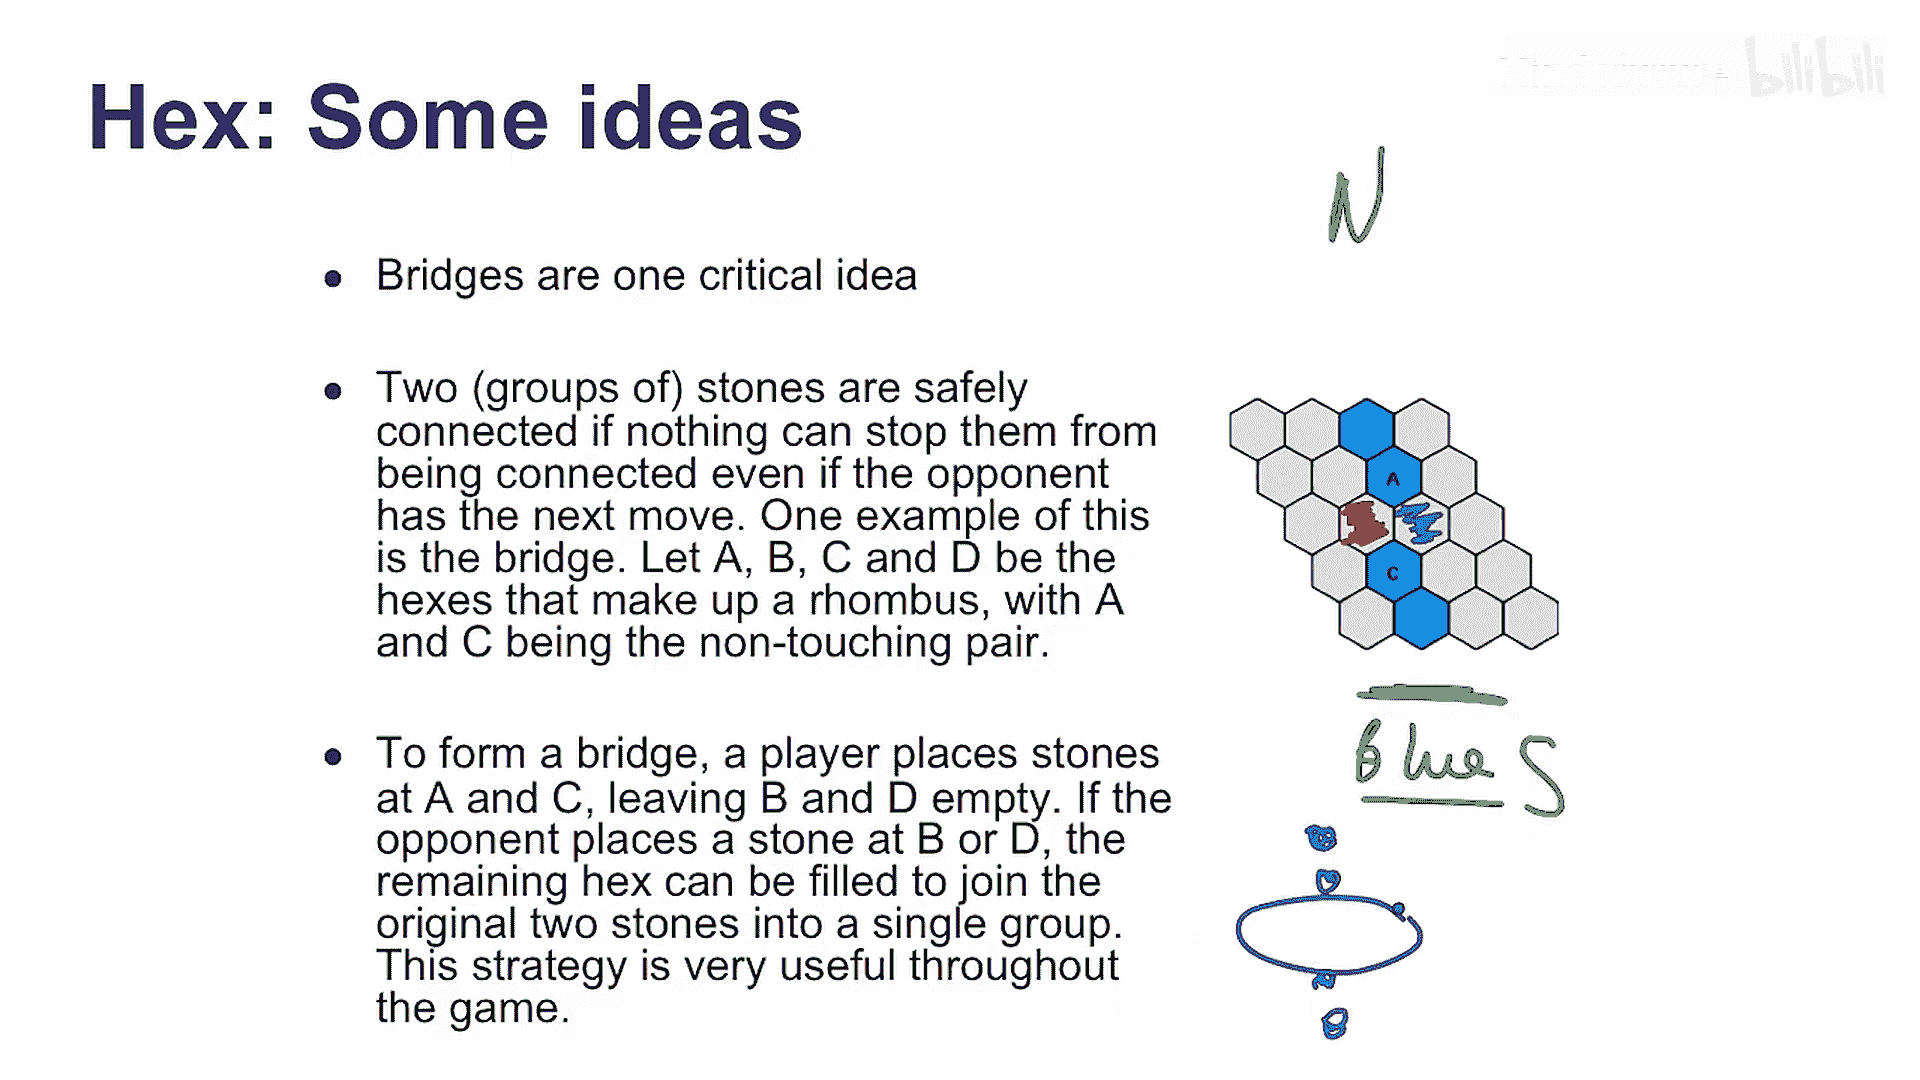 Hex: Some ideas
bilibili
N
● Bridges are one critical idea
● Two (groups of) stones are safely
connected if nothing can stop them from
being connected even if the opponent
has the next move. One example of this
is the bridge. Let A, B, C and D be the
hexes that make up a rhombus, with A
and C being the non-touching pair.
A
C
● To form a bridge, a player places stones
at A and C, leaving B and D empty. If the
opponent places a stone at B or D, the
remaining hex can be filled to join the
original two stones into a single group.
This strategy is very useful throughout
the game.
Blue S